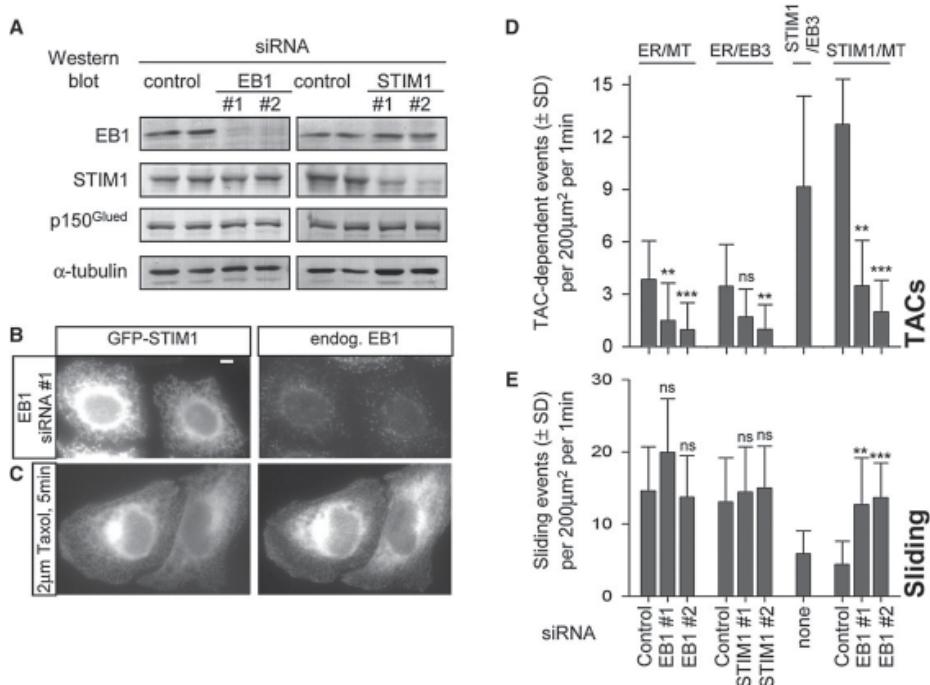 A
siRNA
Western blot
control EB1 control STIM1
#1 #2 #1 #2
EB1
STIM1
p150Glued
α-tubulin
B
GFP-STIM1 endog. EB1
EB1 siRNA #1
C
2µm Taxol, 5min
D
ER/MT ER/EB3 STIM1/EB3 STIM1/MT
TAC-dependent events (± SD)
per 200µm² per 1min
15
12
9
6
3
0
** *** ns ** ** ***
TACs
E
Sliding events (± SD)
per 200µm² per 1min
30
20
10
0
ns ns ns ns ** ***
Sliding
siRNA
Control EB1 #1 EB1 #2 Control STIM1 #1 STIM1 #2 none Control EB1 #1 EB1 #2